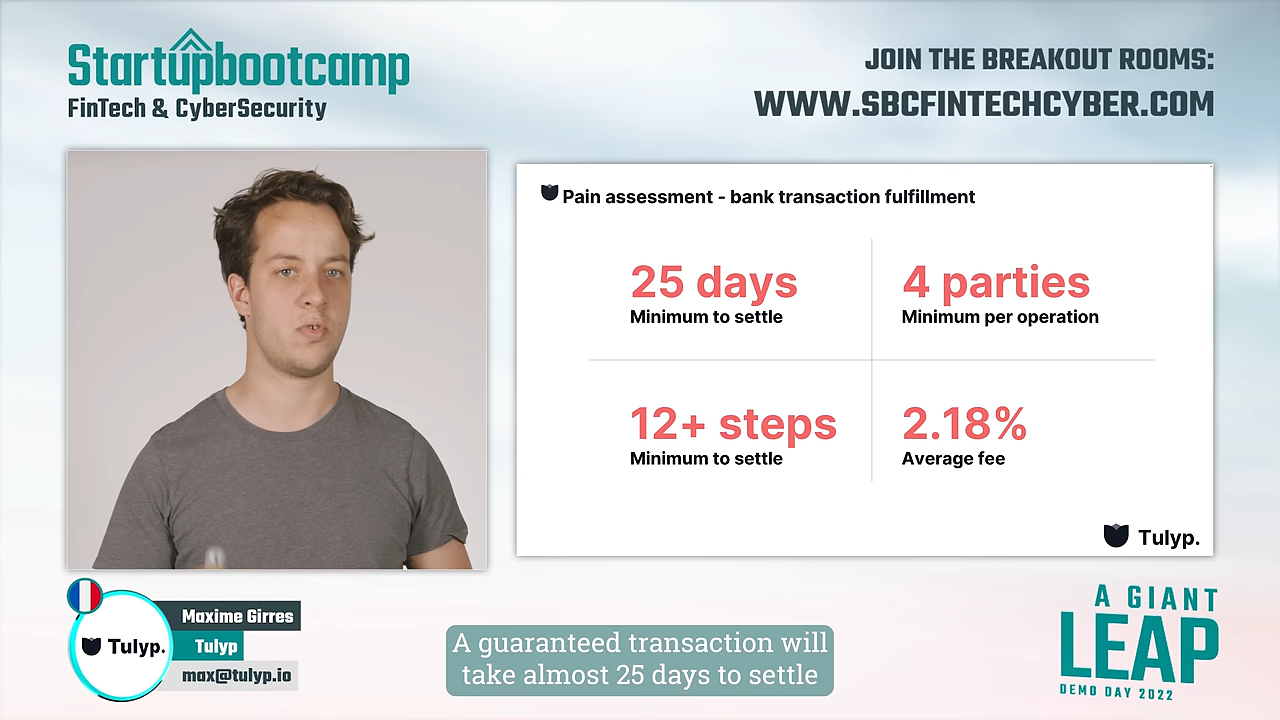 Startupbootcamp
FinTech & CyberSecurity
JOIN THE BREAKOUT ROOMS:
WWW.SBCFINTECHCYBER.COM
Pain assessment - bank transaction fulfillment
25 days
Minimum to settle
4 parties
Minimum per operation
12+ steps
Minimum to settle
2.18%
Average fee
Tulyp.
Tulyp.
Maxime Girres
Tulyp
max@tulyp.io
A guaranteed transaction will
take almost 25 days to settle
A GIANT
LEAP
DEMO DAY 2022